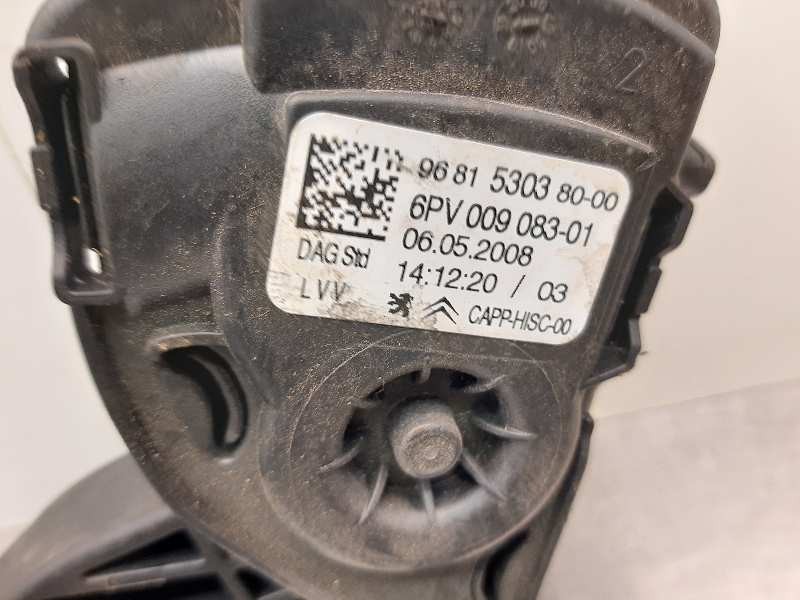 2
96 81 5303 80-00
6PV 009 083-01
06.05.2008
DAG Std
14:12:20 / 03
LVV
CAPP-HISC-00